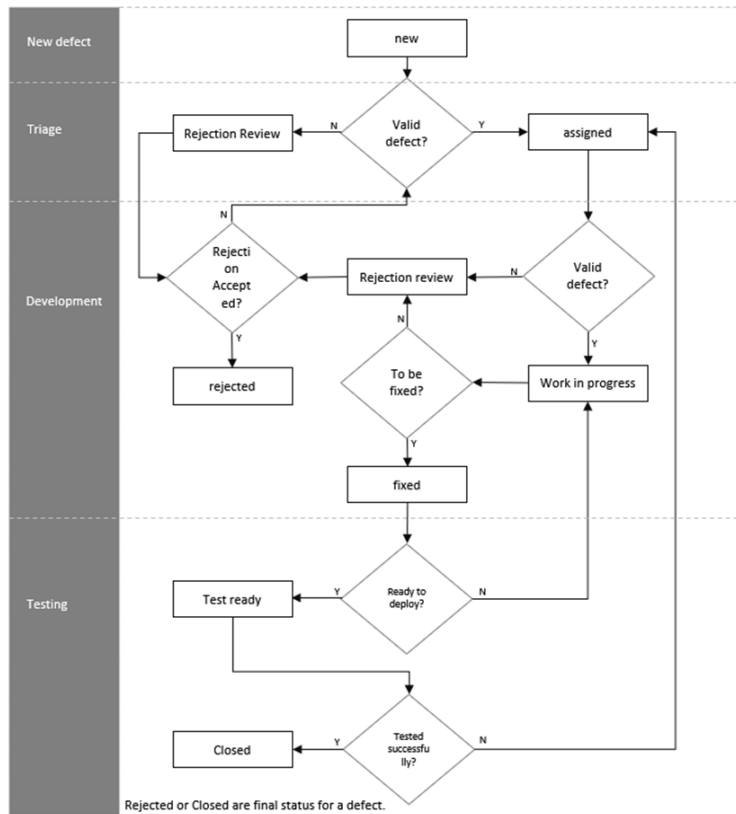 New defect
new
Triage
Rejection Review
N
Valid
defect?
Y
assigned
Development
N
Rejecti
on
Accept
ed?
Y
rejected
Rejection review
N
Valid
defect?
Y
N
To be
fixed?
Y
Work in progress
fixed
Testing
Test ready
Y
Ready to
deploy?
N
Closed
Y
Tested
successfu
lly?
N
Rejected or Closed are final status for a defect.